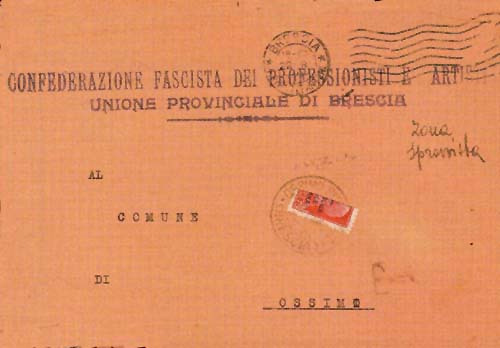 BRESCIA
CONFEDERAZIONE FASCISTA DEI PROFESSIONISTI E ARTISTI
UNIONE PROVINCIALE DI BRESCIA
Zona
sprovvista
AL
COMUNE
DI
OSSIMO